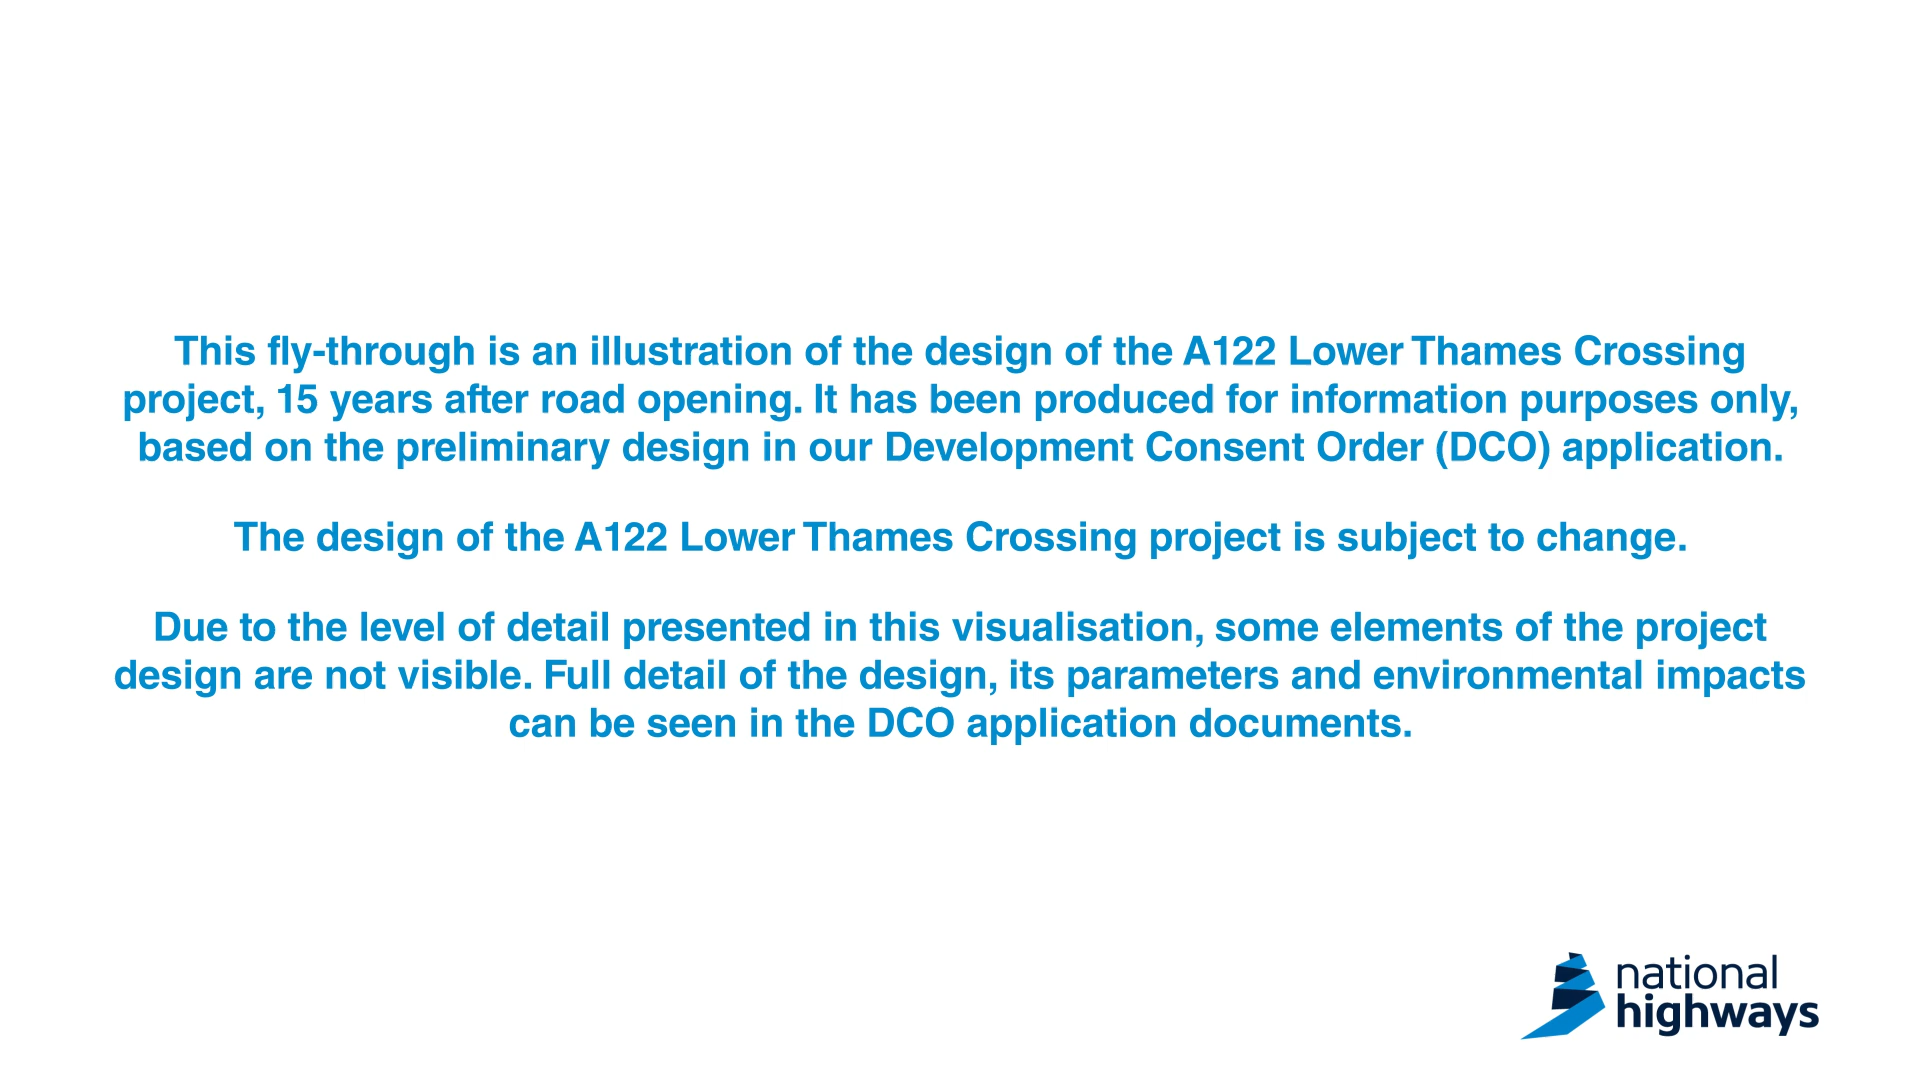 This fly-through is an illustration of the design of the A122 Lower Thames Crossing
project, 15 years after road opening. It has been produced for information purposes only,
based on the preliminary design in our Development Consent Order (DCO) application.
The design of the A122 Lower Thames Crossing project is subject to change.
Due to the level of detail presented in this visualisation, some elements of the project
design are not visible. Full detail of the design, its parameters and environmental impacts
can be seen in the DCO application documents.
national
highways